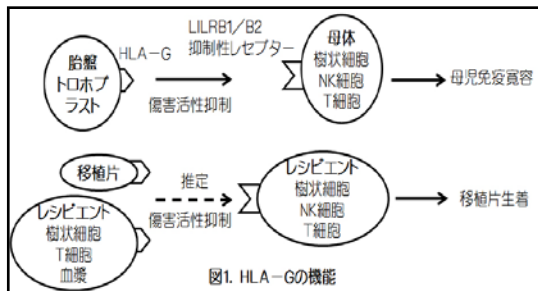 胎盤
トロホブ
ラスト
HLA-G
LILRB1/B2
抑制性レセプター
傷害活性抑制
母体
樹状細胞
NK細胞
T細胞
母児免疫寛容
移植片
レシピエント
樹状細胞
T細胞
血漿
推定
傷害活性抑制
レシピエント
樹状細胞
NK細胞
T細胞
移植片生着
図1. HLA-Gの機能